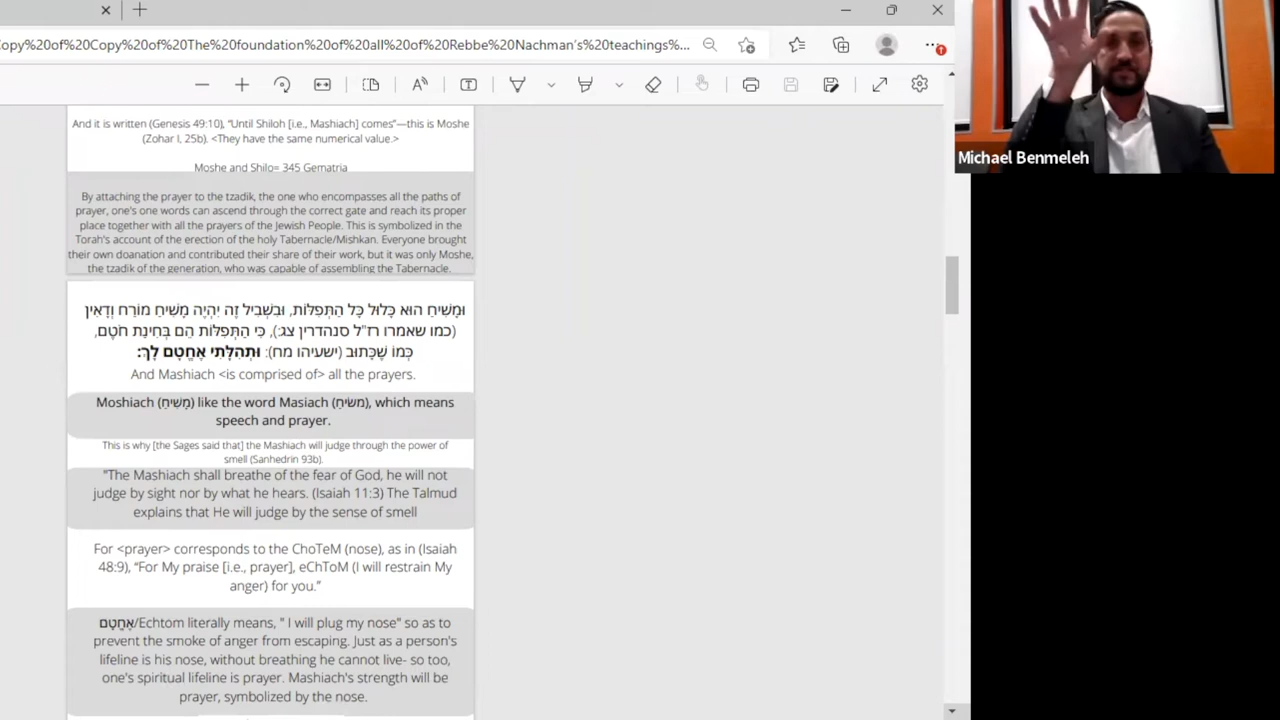 Copy%20of%20Copy%20of%20The%20foundation%20of%20all%20of%20Rebbe%20Nachman's%20teachings%...
And it is written (Genesis 49:10), “Until Shiloh [i.e., Mashiach] comes”—this is Moshe
(Zohar I, 25b). <They have the same numerical value.>
Moshe and Shilo= 345 Gematria
By attaching the prayer to the tzadik, the one who encompasses all the paths of
prayer, one's one words can ascend through the correct gate and reach its proper
place together with all the prayers of the Jewish People. This is symbolized in the
Torah's account of the erection of the holy Tabernacle/Mishkan. Everyone brought
their own doanation and contributed their share of their work, but it was only Moshe,
the tzadik of the generation, who was capable of assembling the Tabernacle.
וּמָשִׁיחַ הוּא כָּלוּל כָּל הַתְּפִלּוֹת, וּבִשְׁבִיל זֶה יִהְיֶה מָשִׁיחַ מוֹרַח וְדָאִין
(כמו שאמרו רז"ל סנהדרין צג:), כִּי הַתְּפִלּוֹת הֵם בְּחִינַת חֹטֶם,
כְּמוֹ שֶׁכָּתוּב (ישעיהו מח): וּתְהִלָּתִי אֶחֱטָם לָךְ:
And Mashiach <is comprised of> all the prayers.
Moshiach (מָשִׁיחַ) like the word Masiach (מֵשִׂיחַ), which means
speech and prayer.
This is why [the Sages said that] the Mashiach will judge through the power of
smell (Sanhedrin 93b).
"The Mashiach shall breathe of the fear of God, he will not
judge by sight nor by what he hears. (Isaiah 11:3) The Talmud
explains that He will judge by the sense of smell
For <prayer> corresponds to the ChoTeM (nose), as in (Isaiah
48:9), “For My praise [i.e., prayer], eChToM (I will restrain My
anger) for you.”
אֶחֱטָם/Echtom literally means, " I will plug my nose" so as to
prevent the smoke of anger from escaping. Just as a person's
lifeline is his nose, without breathing he cannot live- so too,
one's spiritual lifeline is prayer. Mashiach's strength will be
prayer, symbolized by the nose.
Michael Benmeleh